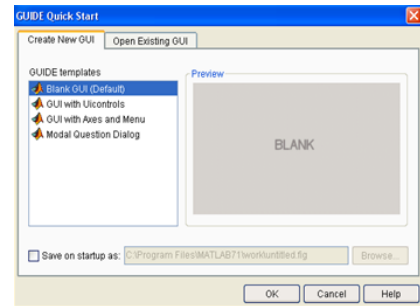 GUIDE Quick Start
Create New GUI
Open Existing GUI
GUIDE templates
Blank GUI (Default)
GUI with Uicontrols
GUI with Axes and Menu
Modal Question Dialog
Preview
BLANK
Save on startup as:
C:\Program Files\MATLAB71\work\untitled.fig
Browse...
OK
Cancel
Help